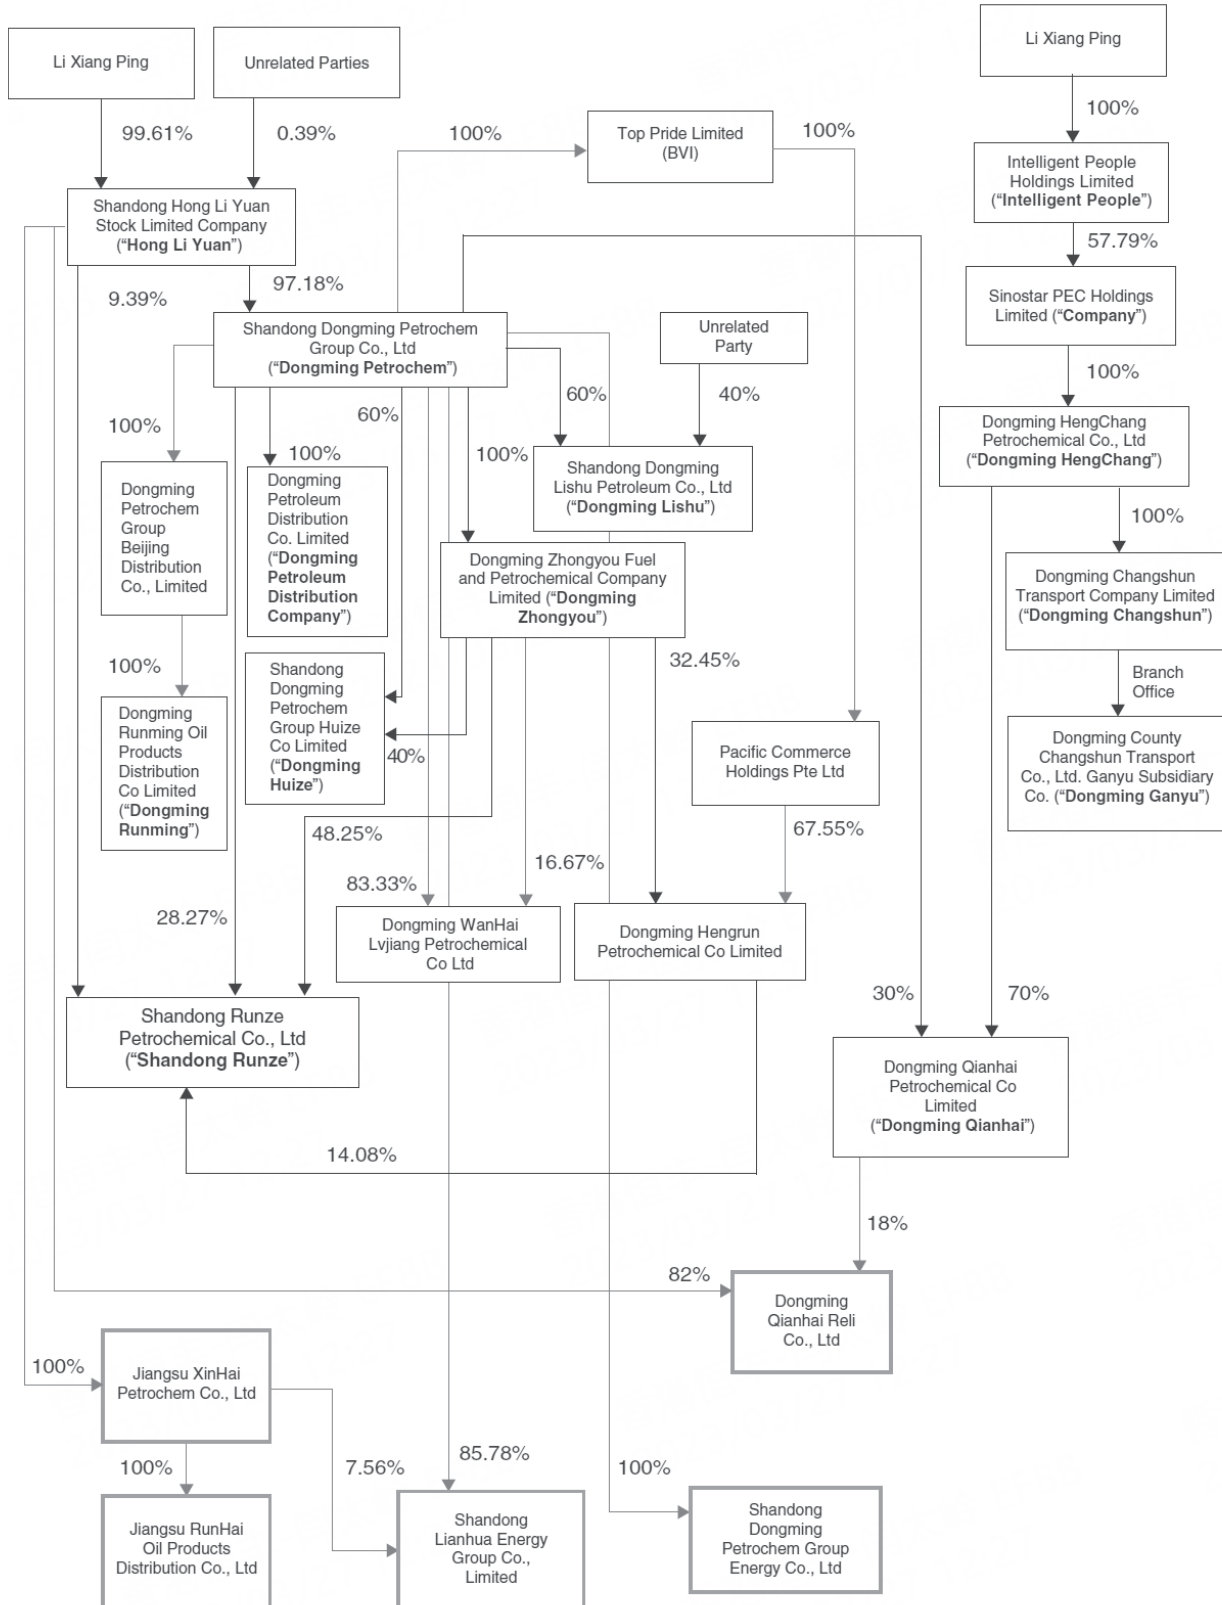 Li Xiang Ping
Unrelated Parties
Li Xiang Ping
99.61%
0.39%
100%
Top Pride Limited
(BVI)
100%
100%
Intelligent People
Holdings Limited
(“Intelligent People”)
Shandong Hong Li Yuan
Stock Limited Company
(“Hong Li Yuan”)
57.79%
9.39%
97.18%
Sinostar PEC Holdings
Limited (“Company”)
Shandong Dongming Petrochem
Group Co., Ltd
(“Dongming Petrochem”)
Unrelated
Party
100%
60%
60%
40%
100%
100%
100%
Dongming HengChang
Petrochemical Co., Ltd
(“Dongming HengChang”)
Dongming
Petrochem
Group
Beijing
Distribution
Co., Limited
Dongming
Petroleum
Distribution
Co. Limited
(“Dongming
Petroleum
Distribution
Company”)
Shandong Dongming
Lishu Petroleum Co., Ltd
(“Dongming Lishu”)
100%
Dongming Zhongyou Fuel
and Petrochemical Company
Limited (“Dongming
Zhongyou”)
Dongming Changshun
Transport Company Limited
(“Dongming Changshun”)
100%
32.45%
Branch
Office
Dongming
Runming Oil
Products
Distribution
Co Limited
(“Dongming
Runming”)
Shandong
Dongming
Petrochem
Group Huize
Co Limited
(“Dongming
Huize”)
40%
Pacific Commerce
Holdings Pte Ltd
Dongming County
Changshun Transport
Co., Ltd. Ganyu Subsidiary
Co. (“Dongming Ganyu”)
48.25%
67.55%
83.33%
16.67%
28.27%
Dongming WanHai
Lvjiang Petrochemical
Co Ltd
Dongming Hengrun
Petrochemical Co Limited
30%
70%
Shandong Runze
Petrochemical Co., Ltd
(“Shandong Runze”)
Dongming Qianhai
Petrochemical Co
Limited
(“Dongming Qianhai”)
14.08%
18%
82%
Dongming
Qianhai Reli
Co., Ltd
100%
Jiangsu XinHai
Petrochem Co., Ltd
100%
7.56%
85.78%
100%
Jiangsu RunHai
Oil Products
Distribution Co., Ltd
Shandong
Lianhua Energy
Group Co.,
Limited
Shandong
Dongming
Petrochem Group
Energy Co., Ltd